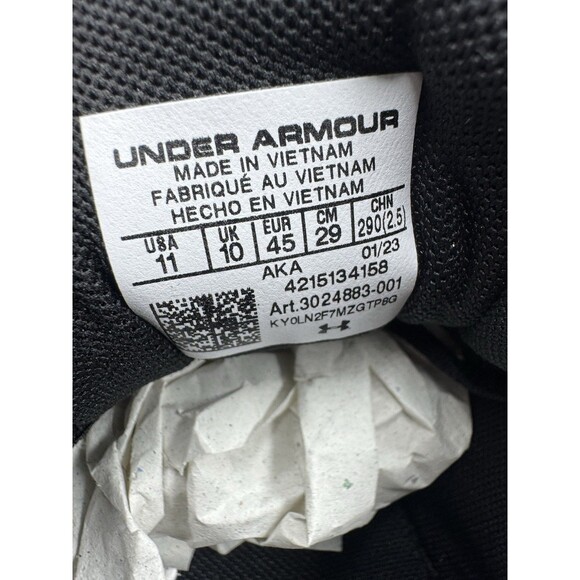 UNDER ARMOUR
MADE IN VIETNAM
FABRIQUÉ AU VIETNAM
HECHO EN VIETNAM
USA UK EUR CM CHN
11 10 45 29 290(2.5)
AKA 01/23
4215134158
Art.3024883-001
KY0LN2F7MZGTP8G